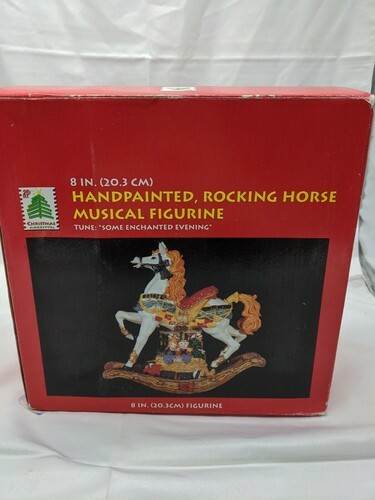 8 IN. (20.3 CM)
HANDPAINTED, ROCKING HORSE
MUSICAL FIGURINE
TUNE: "SOME ENCHANTED EVENING"
CHRISTMAS
8 IN. (20.3CM) FIGURINE